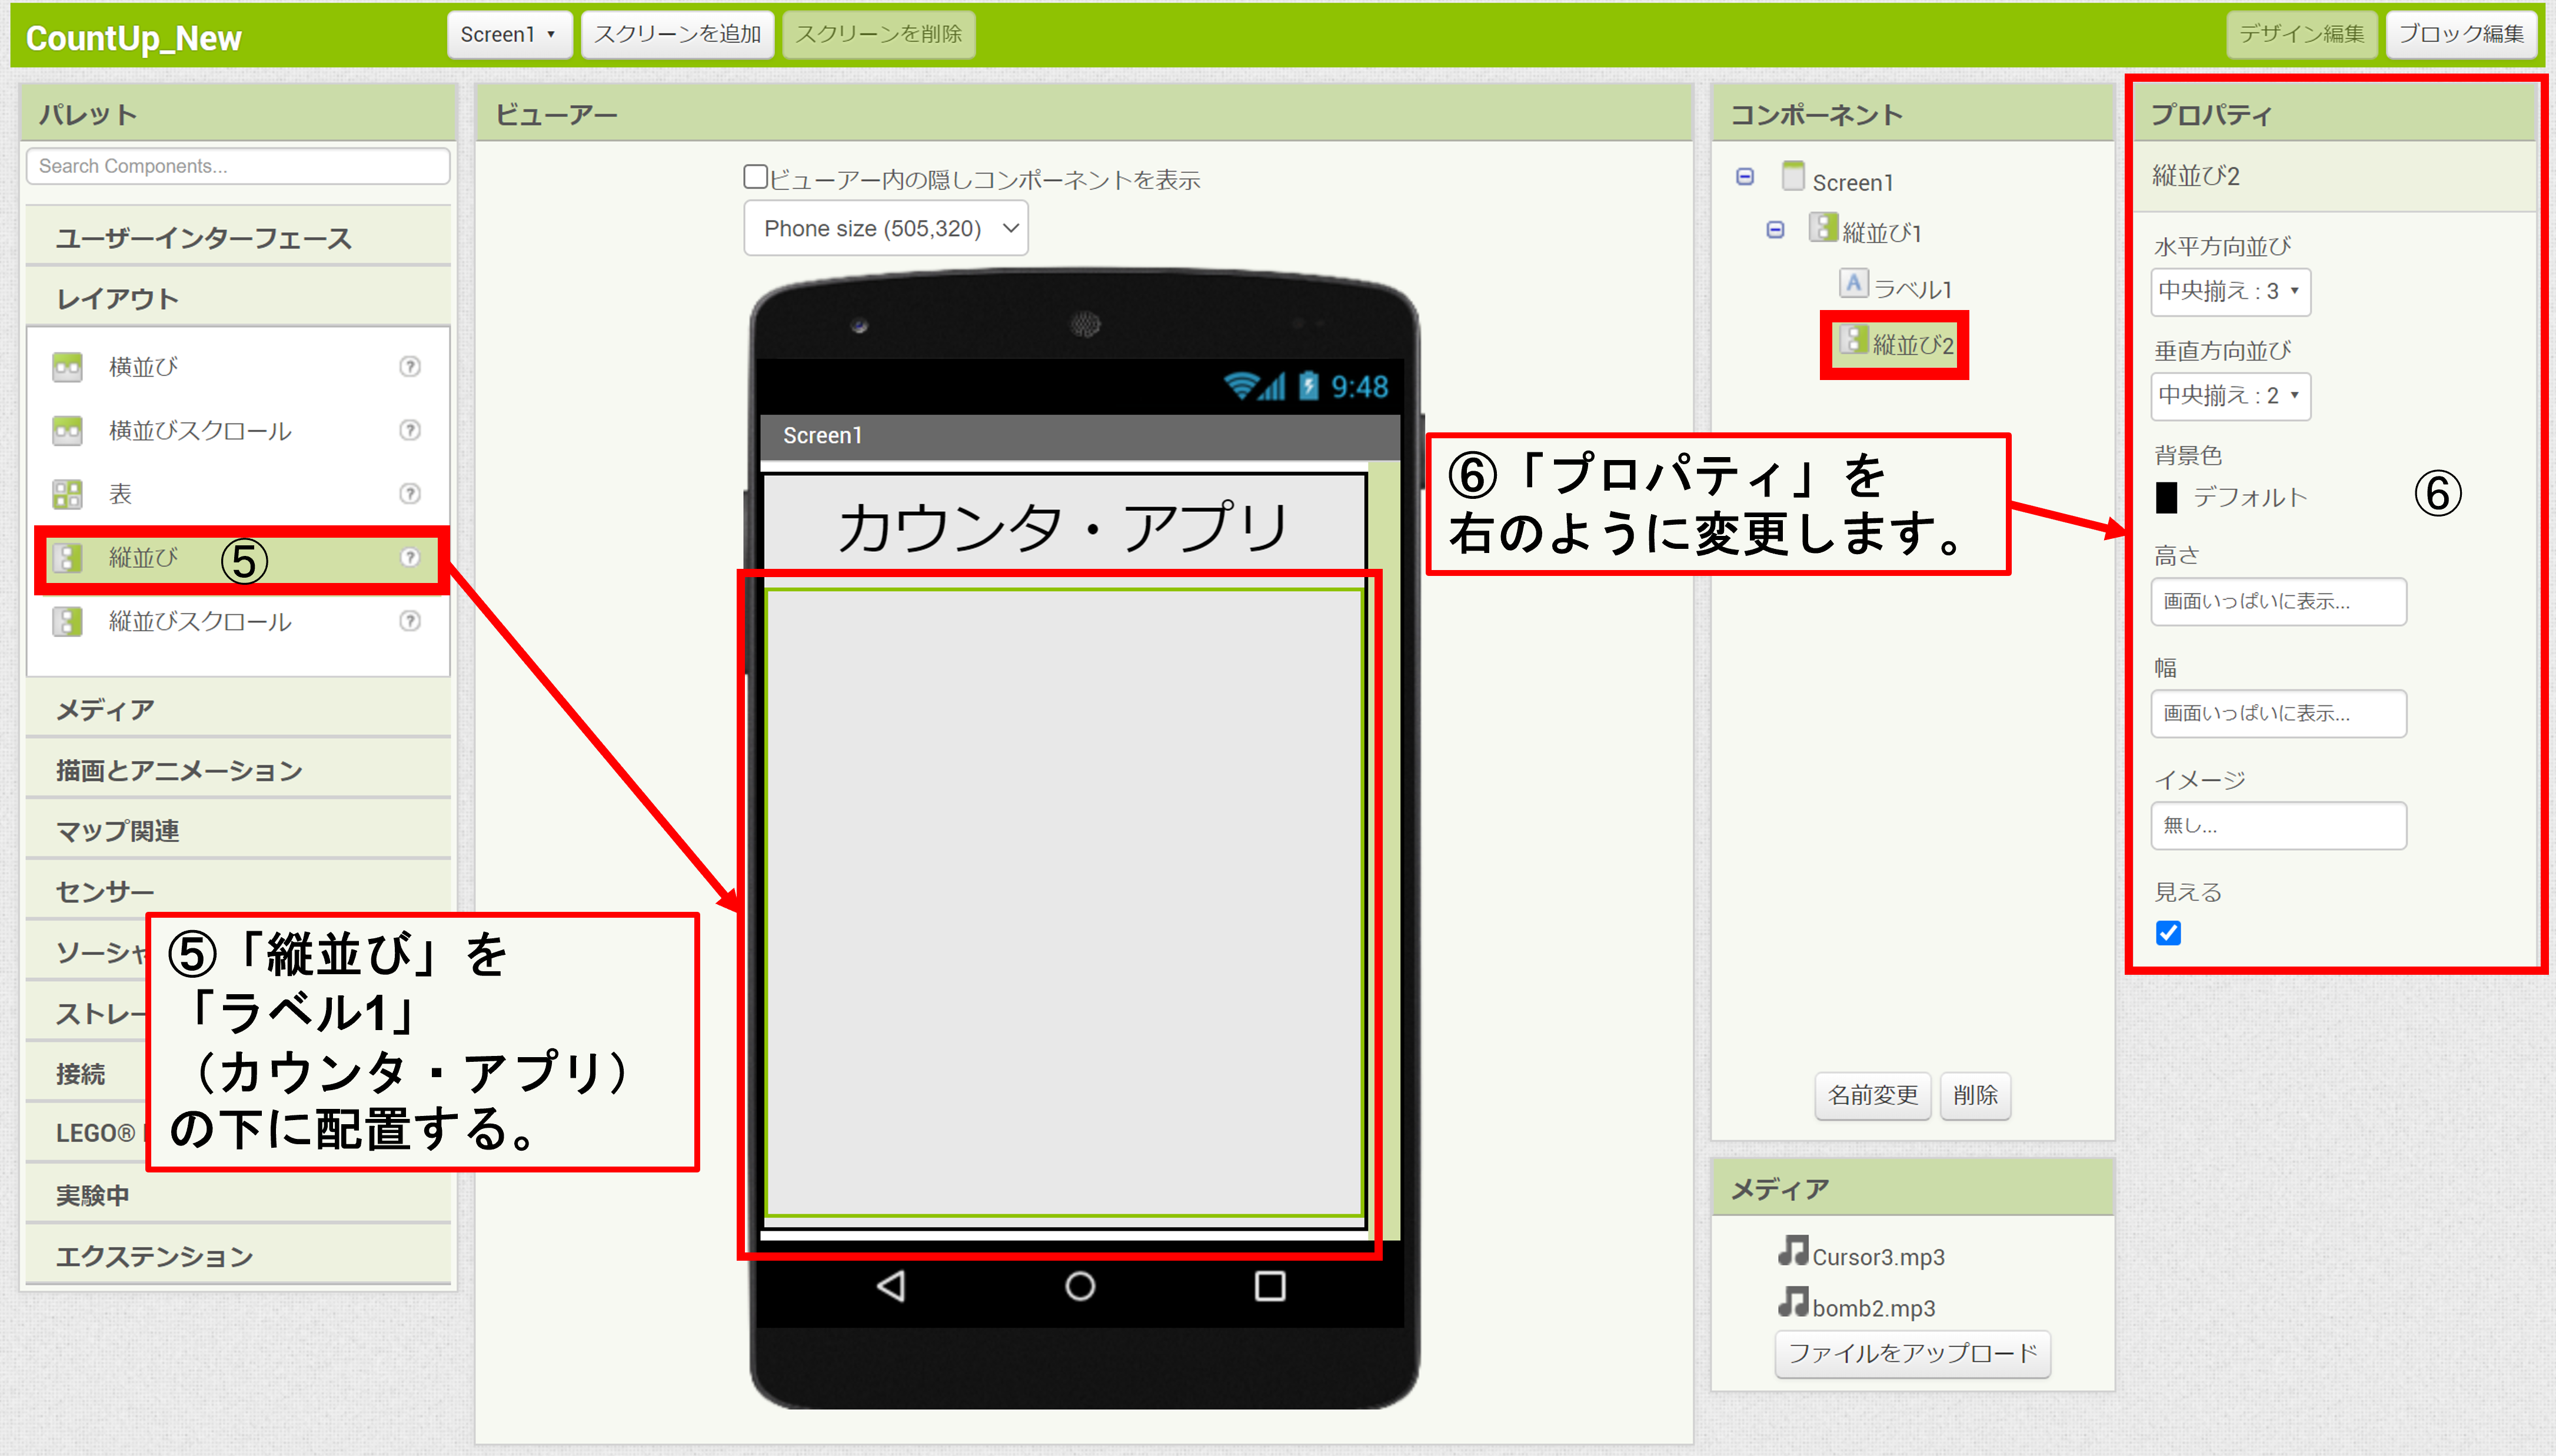 CountUp_New
Screen1 ▾
スクリーンを追加
スクリーンを削除
デザイン編集
ブロック編集
パレット
Search Components...
ユーザーインターフェース
レイアウト
横並び
横並びスクロール
表
縦並び
⑤
縦並びスクロール
メディア
描画とアニメーション
マップ関連
センサー
ソーシャ
ストレー
接続
LEGO®
実験中
エクステンション
⑤「縦並び」を
「ラベル1」
（カウンタ・アプリ）
の下に配置する。
ビューアー
ビューアー内の隠しコンポーネントを表示
Phone size (505,320)
9:48
Screen1
カウンタ・アプリ
⑥「プロパティ」を
右のように変更します。
コンポーネント
Screen1
縦並び1
A ラベル1
縦並び2
名前変更
削除
メディア
Cursor3.mp3
bomb2.mp3
ファイルをアップロード
プロパティ
縦並び2
水平方向並び
中央揃え : 3 ▾
垂直方向並び
中央揃え : 2 ▾
背景色
デフォルト
⑥
高さ
画面いっぱいに表示...
幅
画面いっぱいに表示...
イメージ
無し...
見える